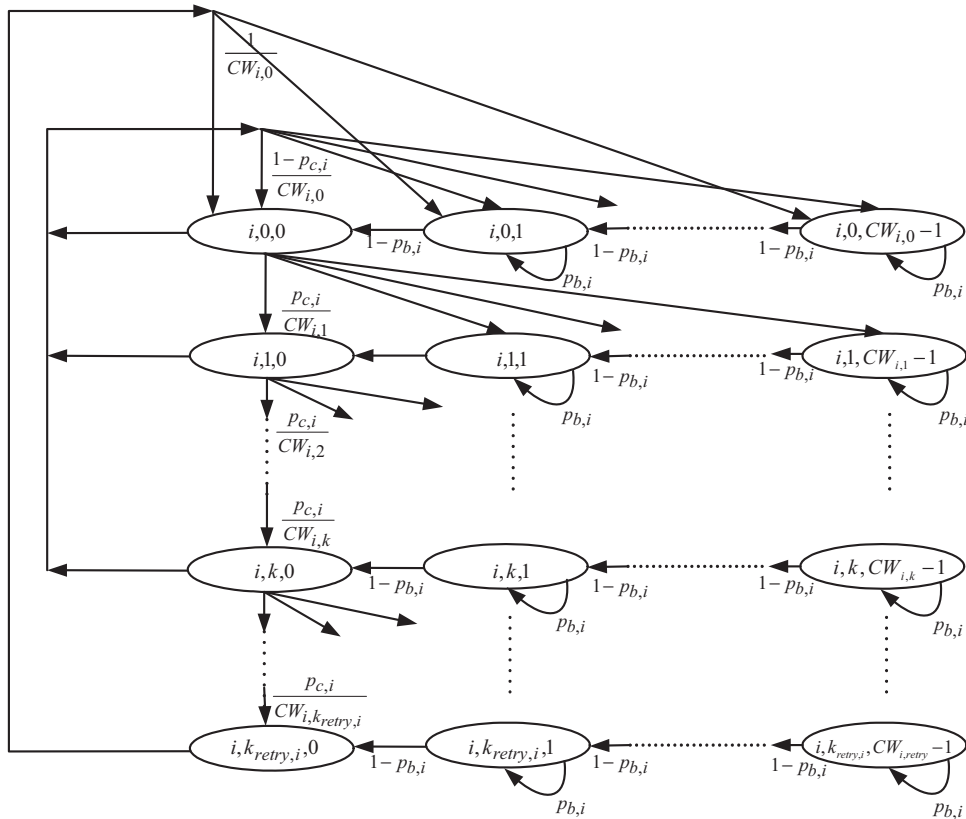 1/CW_{i,0}
1−p_{c,i}/CW_{i,0}
i,0,0
1−p_{b,i}
i,0,1
p_{b,i}
1−p_{b,i}
1−p_{b,i}
i,0,CW_{i,0}−1
p_{b,i}
p_{c,i}/CW_{i,1}
i,1,0
i,1,1
p_{b,i}
1−p_{b,i}
1−p_{b,i}
i,1,CW_{i,1}−1
p_{b,i}
p_{c,i}/CW_{i,2}
p_{c,i}/CW_{i,k}
i,k,0
1−p_{b,i}
i,k,1
p_{b,i}
1−p_{b,i}
1−p_{b,i}
i,k,CW_{i,k}−1
p_{b,i}
p_{c,i}/CW_{i,k_{retry,i}}
i,k_{retry,i},0
1−p_{b,i}
i,k_{retry,i},1
p_{b,i}
1−p_{b,i}
1−p_{b,i}
i,k_{retry,i},CW_{i,retry}−1
p_{b,i}